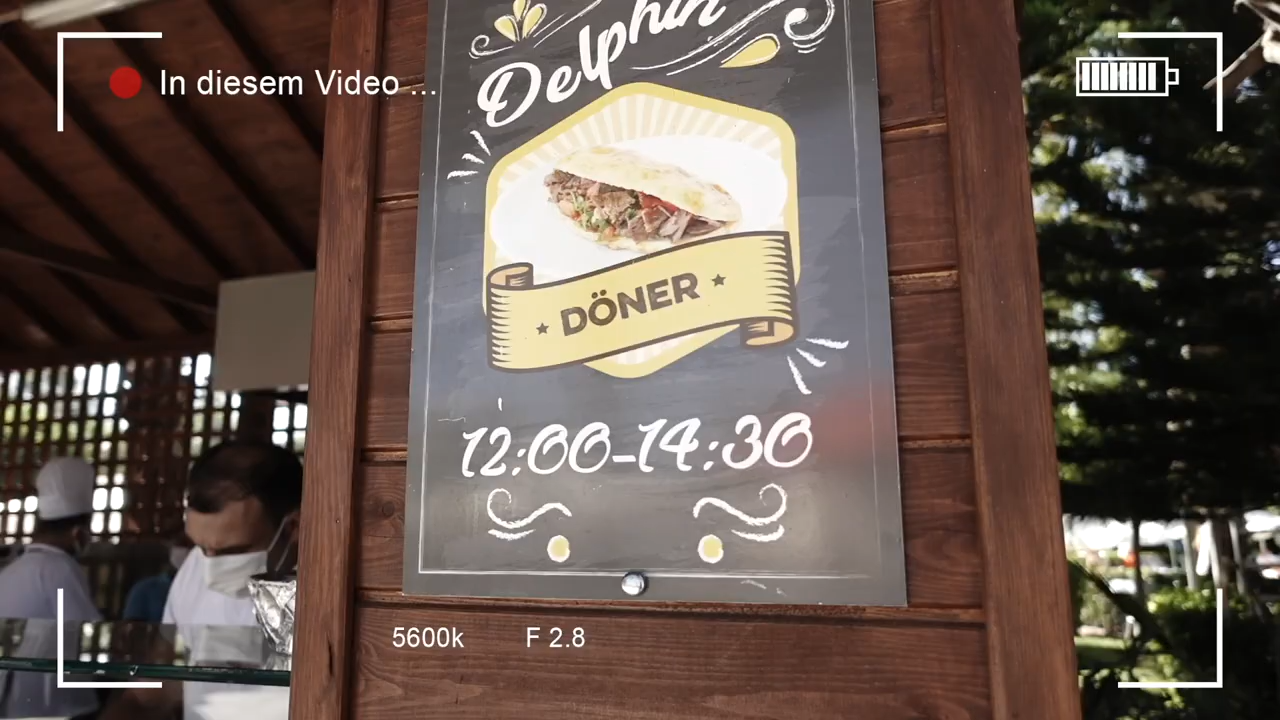 In diesem Video ...
Delphin
DÖNER
12:00-14:30
5600k F 2.8